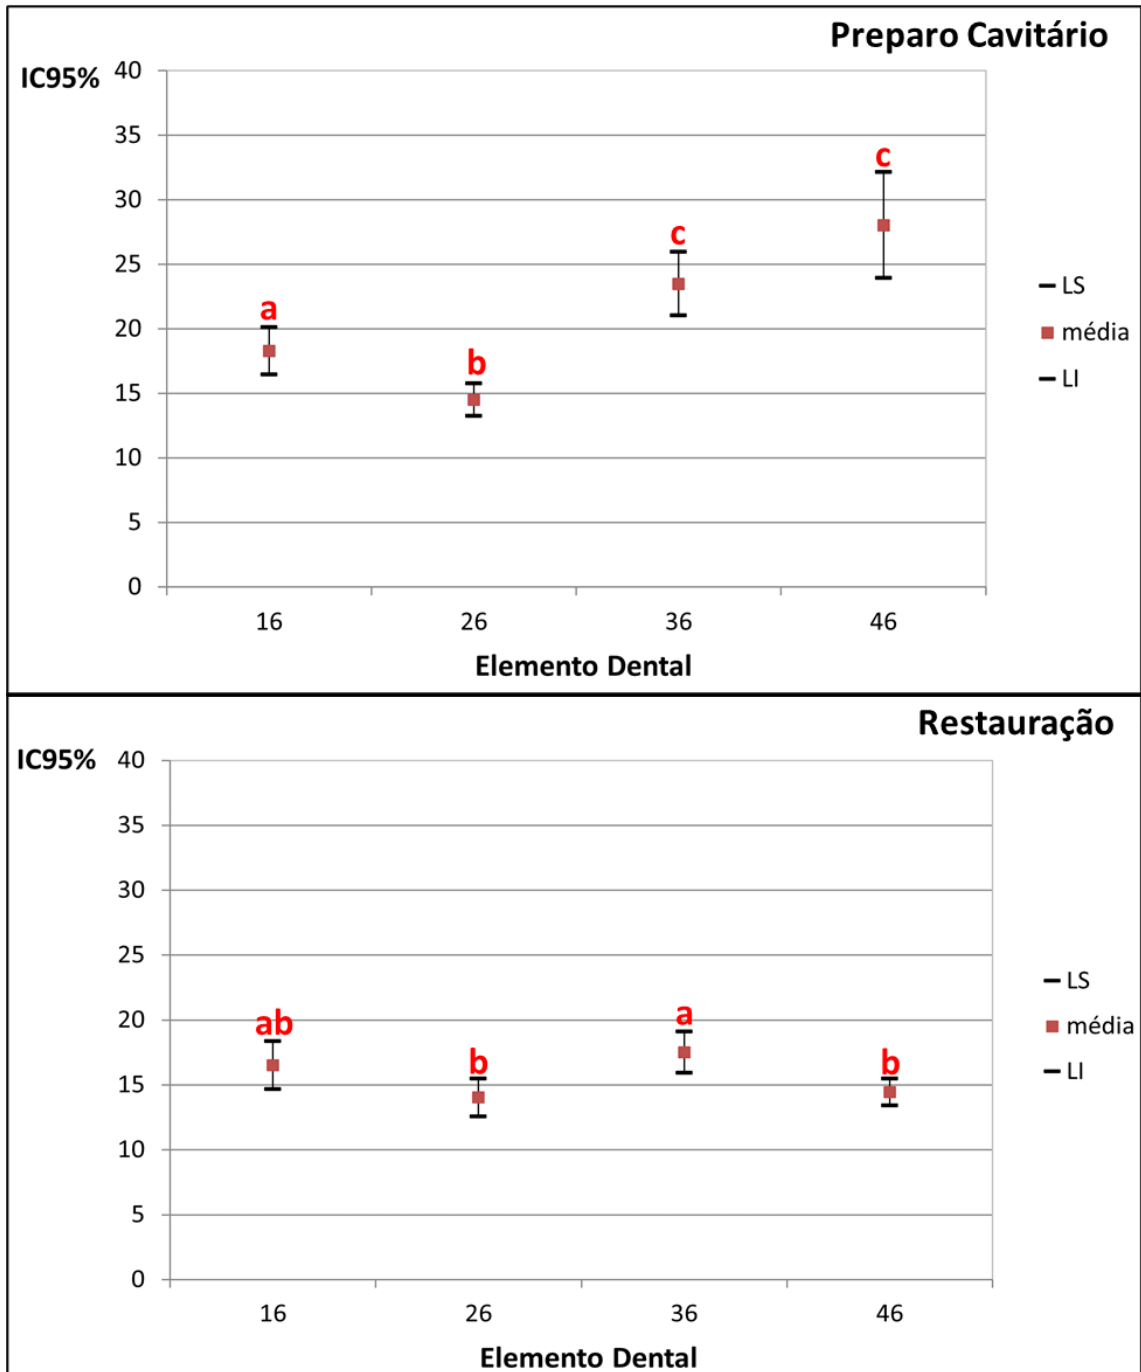 Preparo Cavitário
IC95%
40
35
30
25
20
15
10
5
0
a
b
c
c
LS
média
LI
16 26 36 46
Elemento Dental
Restauração
IC95%
40
35
30
25
20
15
10
5
0
ab
b
a
b
LS
média
LI
16 26 36 46
Elemento Dental